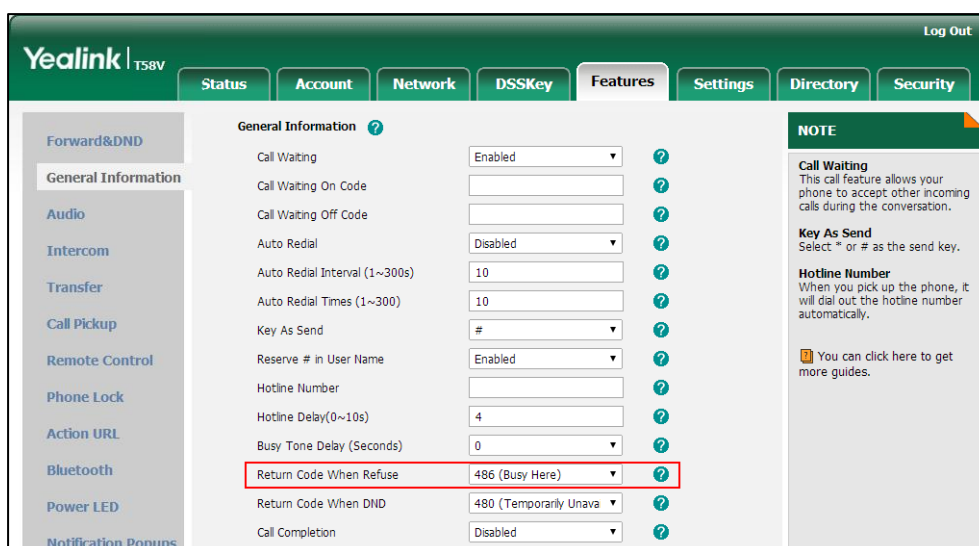 Log Out
Yealink | T58V
Status Account Network DSSKey Features Settings Directory Security
Forward&DND
General Information
Audio
Intercom
Transfer
Call Pickup
Remote Control
Phone Lock
Action URL
Bluetooth
Power LED
Notification Popups
General Information ?
Call Waiting Enabled ?
Call Waiting On Code ?
Call Waiting Off Code ?
Auto Redial Disabled ?
Auto Redial Interval (1~300s) 10 ?
Auto Redial Times (1~300) 10 ?
Key As Send # ?
Reserve # in User Name Enabled ?
Hotline Number ?
Hotline Delay(0~10s) 4 ?
Busy Tone Delay (Seconds) 0 ?
Return Code When Refuse 486 (Busy Here) ?
Return Code When DND 480 (Temporarily Unava ?
Call Completion Disabled ?
NOTE
Call Waiting
This call feature allows your
phone to accept other incoming
calls during the conversation.
Key As Send
Select * or # as the send key.
Hotline Number
When you pick up the phone, it
will dial out the hotline number
automatically.
? You can click here to get
more guides.